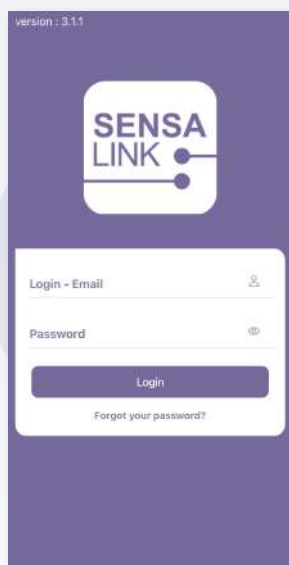 version : 3.1.1
SENSA
LINK
Login - Email
Password
Login
Forgot your password?